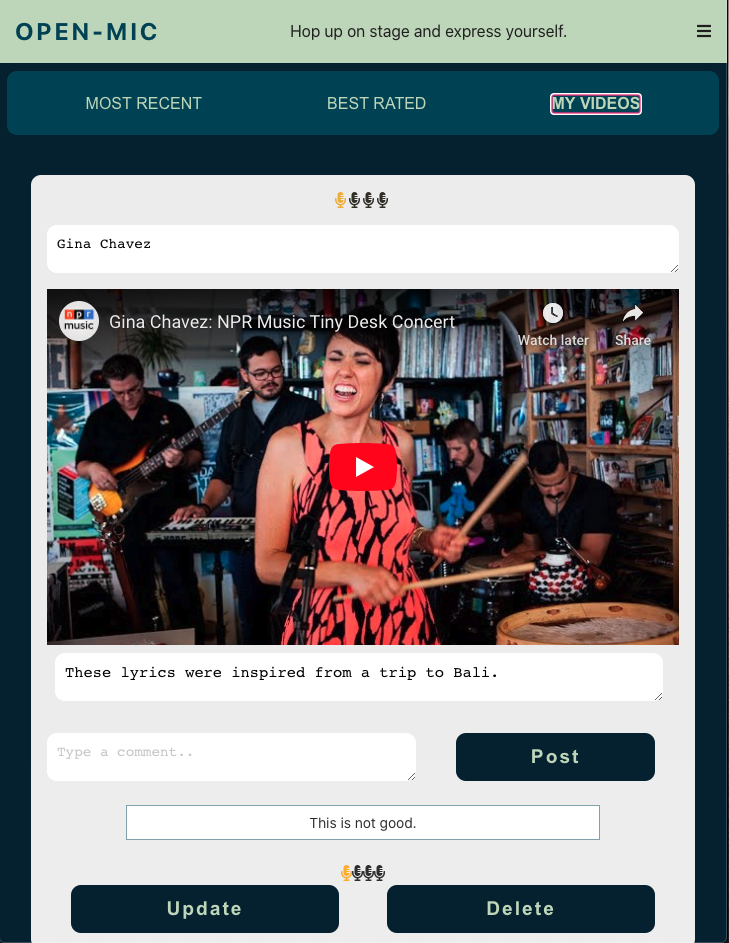 OPEN-MIC
Hop up on stage and express yourself.
MOST RECENT
BEST RATED
MY VIDEOS
Gina Chavez
npr music
Gina Chavez: NPR Music Tiny Desk Concert
Watch later
Share
These lyrics were inspired from a trip to Bali.
Type a comment..
Post
This is not good.
Update
Delete